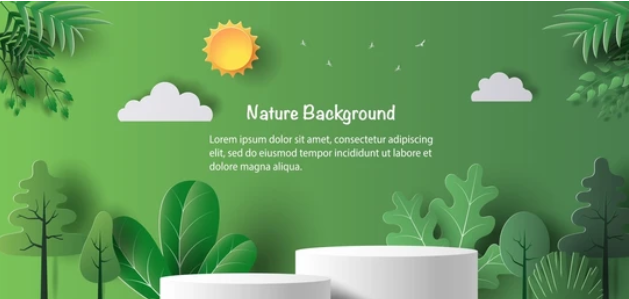 Nature Background
Lorem ipsum dolor sit amet, consectetur adipiscing
elit, sed do eiusmod tempor incididunt ut labore et
dolore magna aliqua.